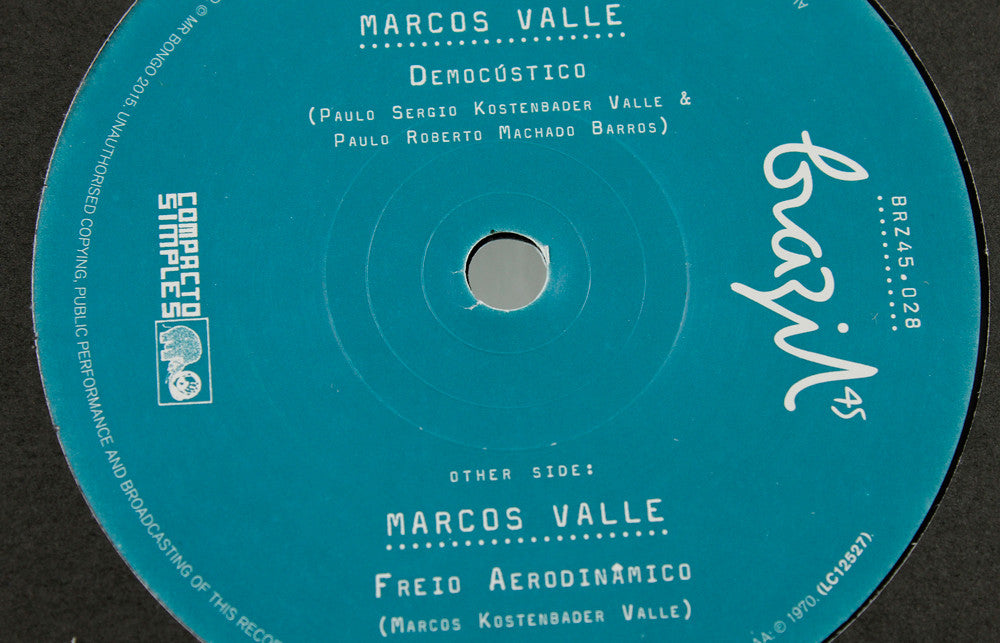 MARCOS VALLE
DEMOCÚSTICO
(PAULO SERGIO KOSTENBADER VALLE &
PAULO ROBERTO MACHADO BARROS)
brazil 45
BRZ45.028
COMPACTO
SIMPLES
OTHER SIDE:
MARCOS VALLE
FREIO AERODINÂMICO
(MARCOS KOSTENBADER VALLE)
© MR BONGO 2015. UNAUTHORISED COPYING, PUBLIC PERFORMANCE AND BROADCASTING OF THIS RECO
© 1970. (LC12527).